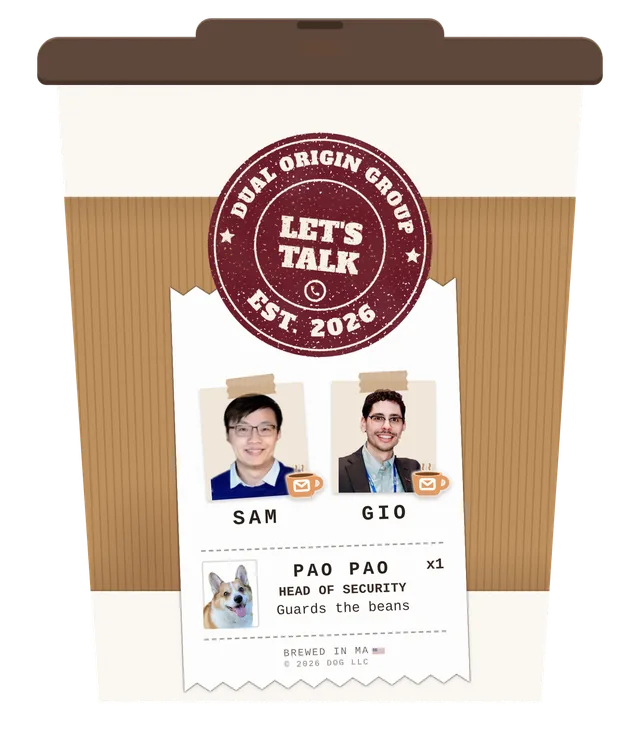 DUAL ORIGIN GROUP
LET'S
TALK
EST. 2026
SAM
GIO
PAO PAO
x1
HEAD OF SECURITY
Guards the beans
BREWED IN MA
© 2026 DOG LLC